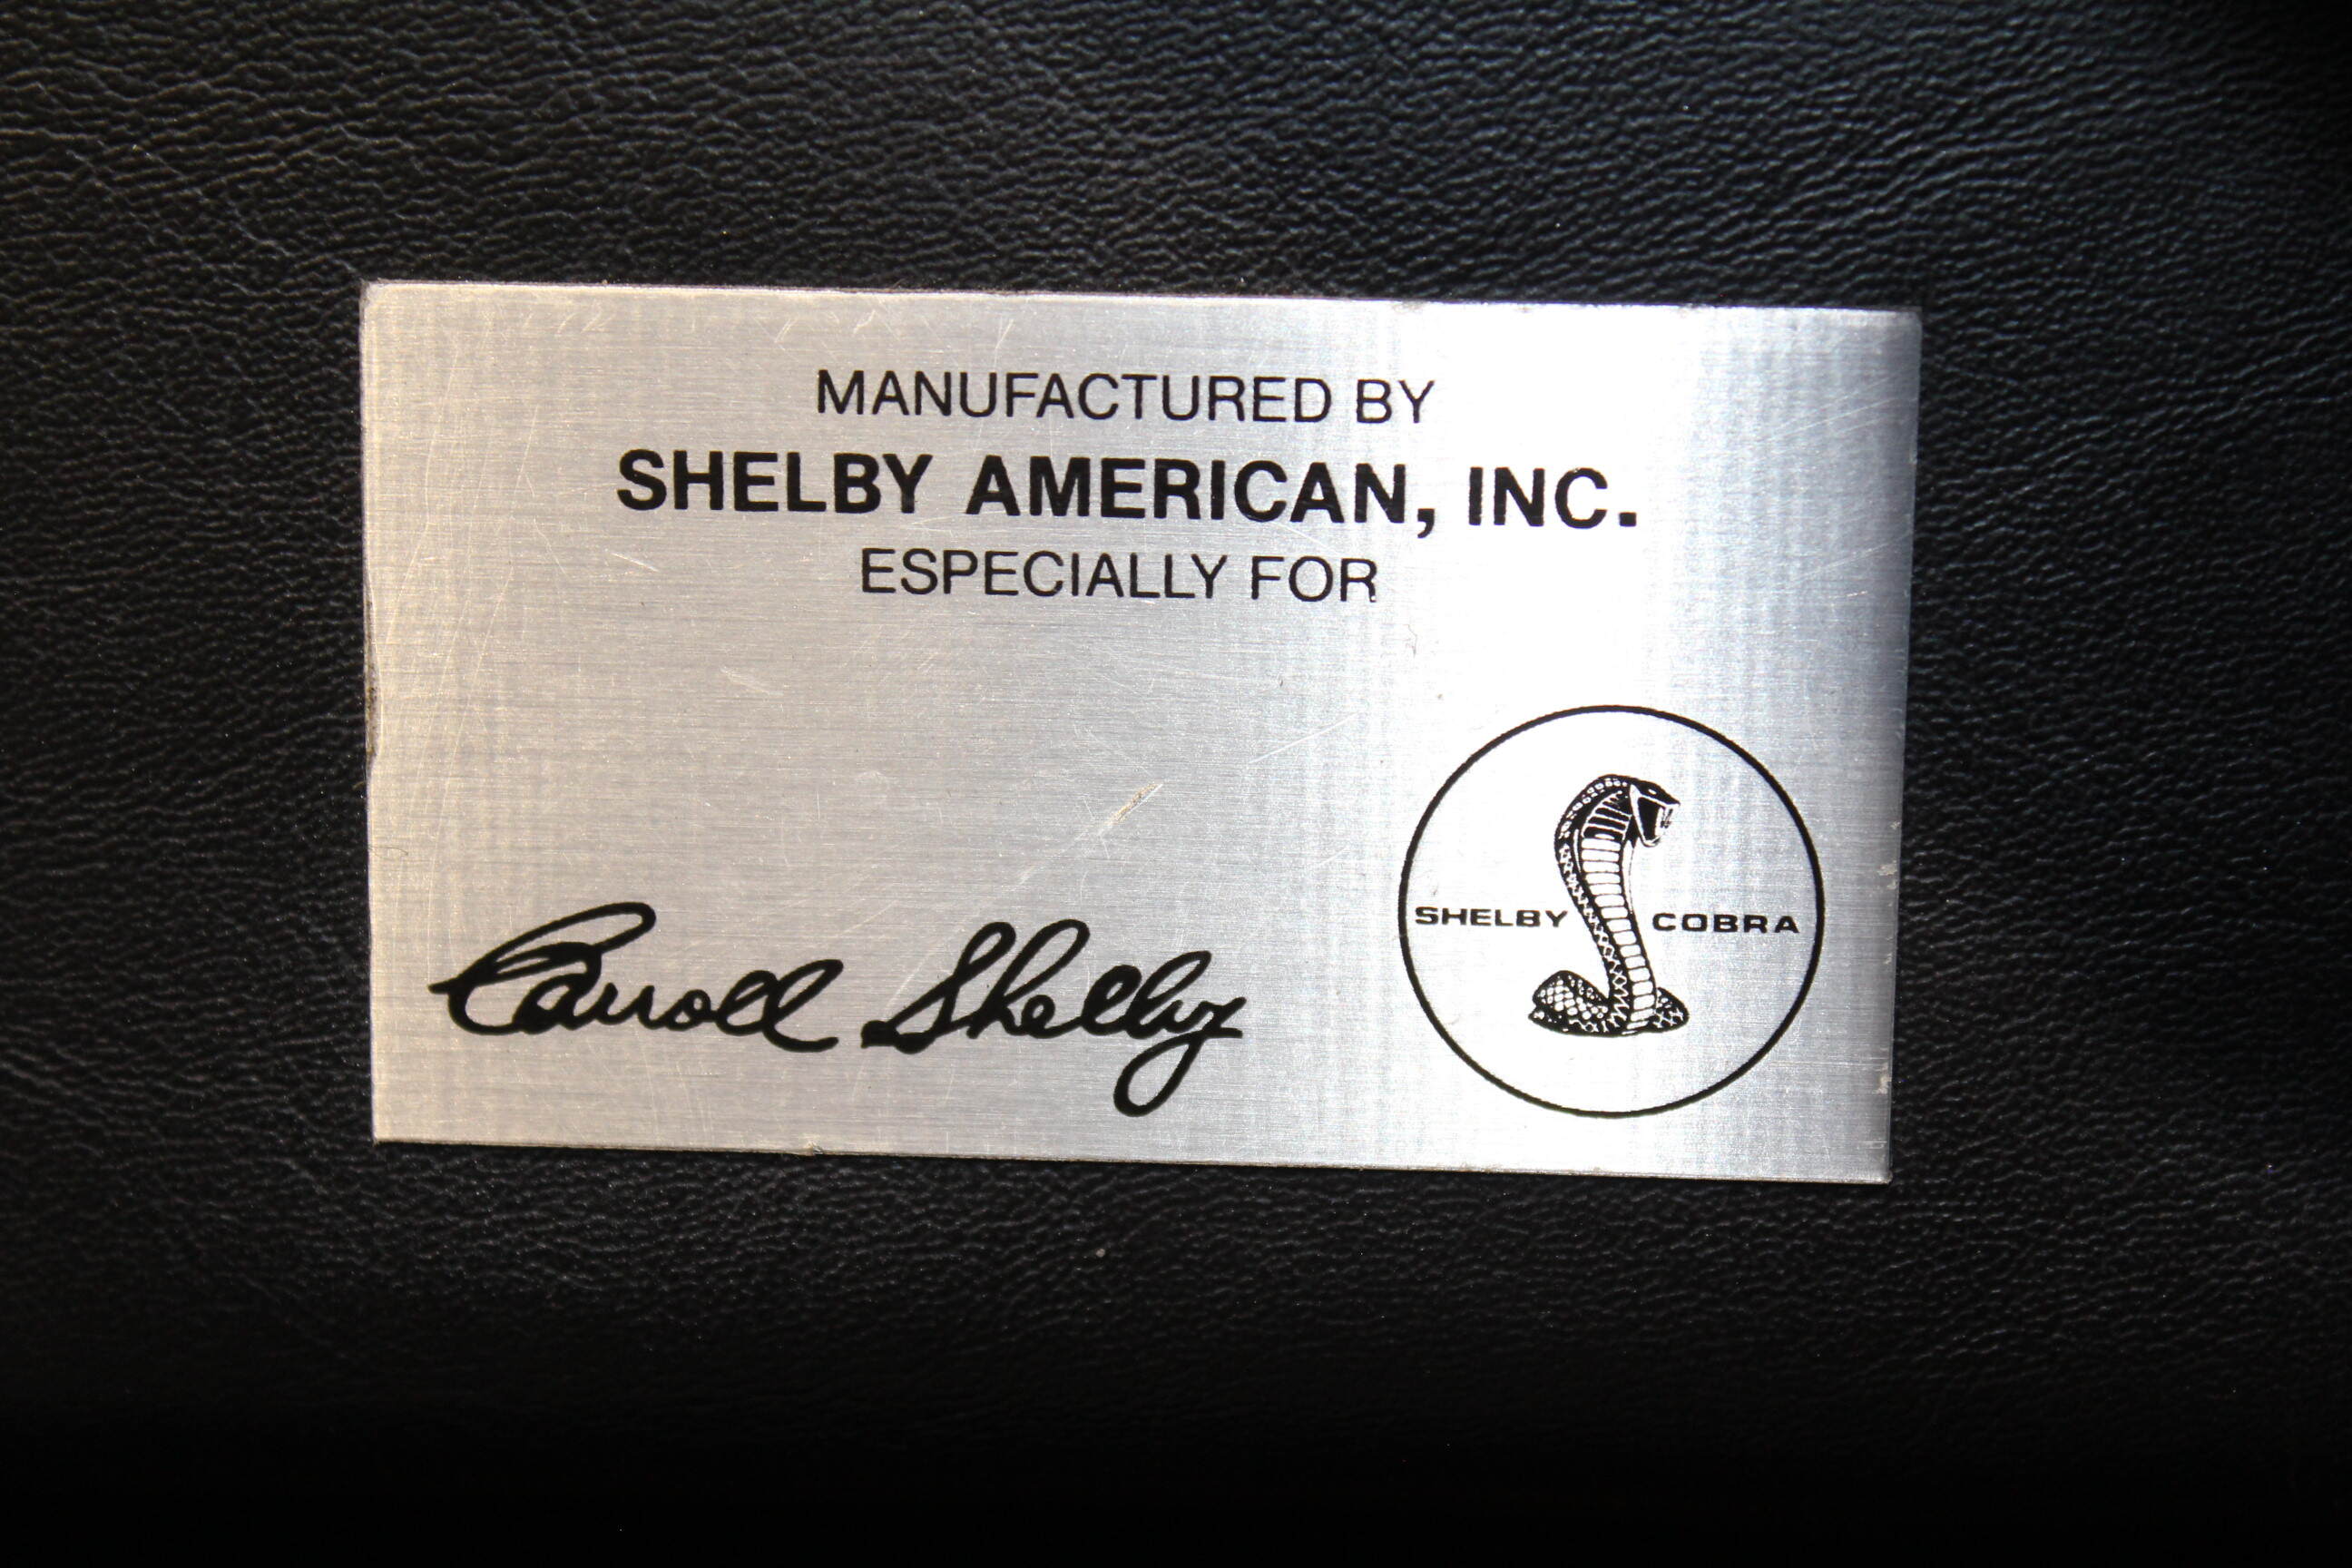 MANUFACTURED BY
SHELBY AMERICAN, INC.
ESPECIALLY FOR
Carroll Shelby
SHELBY COBRA